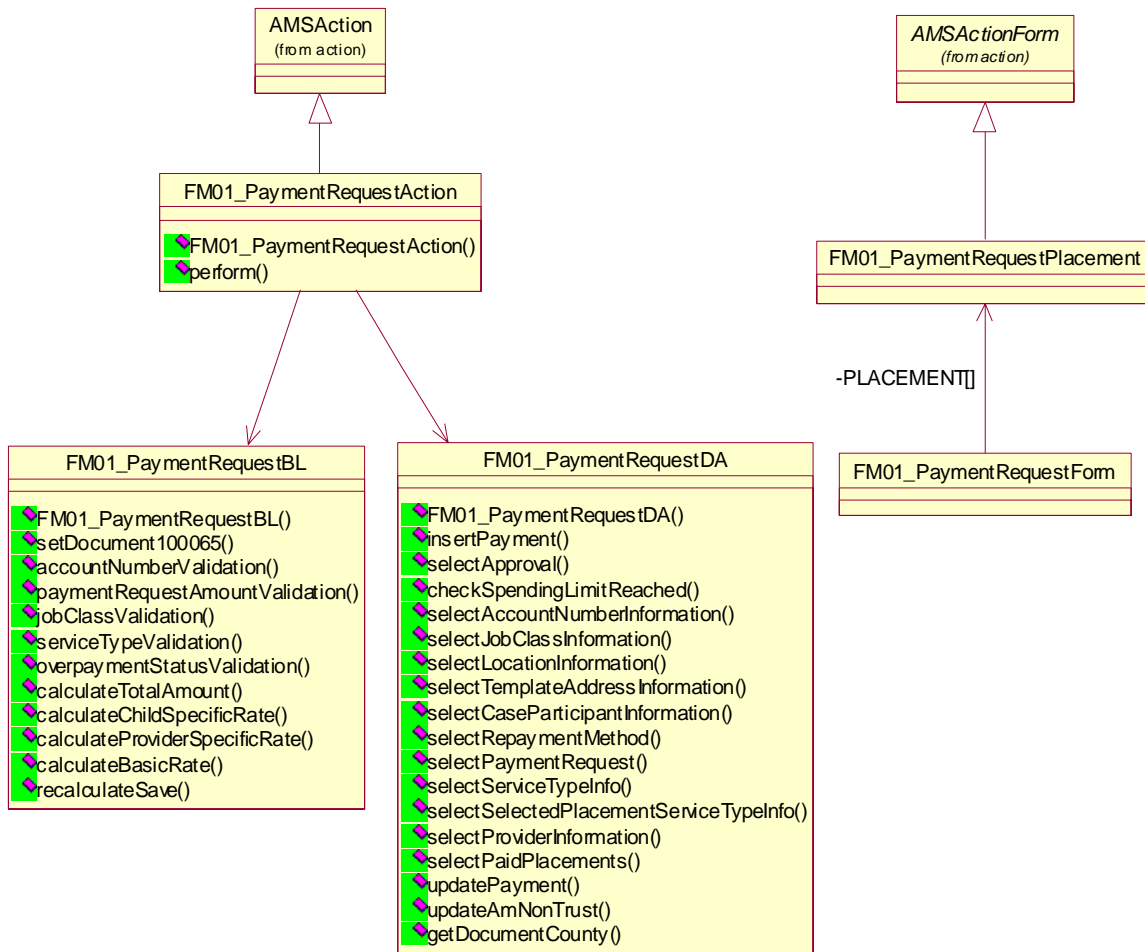 AMSAction
(from action)
AMSActionForm
(from action)
FM01_PaymentRequestAction
FM01_PaymentRequestAction()
perform()
FM01_PaymentRequestPlacement
-PLACEMENT[]
FM01_PaymentRequestBL
FM01_PaymentRequestBL()
setDocument100065()
accountNumberValidation()
paymentRequestAmountValidation()
jobClassValidation()
serviceTypeValidation()
overpaymentStatusValidation()
calculateTotalAmount()
calculateChildSpecificRate()
calculateProviderSpecificRate()
calculateBasicRate()
recalculateSave()
FM01_PaymentRequestDA
FM01_PaymentRequestDA()
insertPayment()
selectApproval()
checkSpendingLimitReached()
selectAccountNumberInformation()
selectJobClassInformation()
selectLocationInformation()
selectTemplateAddressInformation()
selectCaseParticipantInformation()
selectRepaymentMethod()
selectPaymentRequest()
selectServiceTypeInfo()
selectSelectedPlacementServiceTypeInfo()
selectProviderInformation()
selectPaidPlacements()
updatePayment()
updateAmNonTrust()
getDocumentCounty()
FM01_PaymentRequestForm